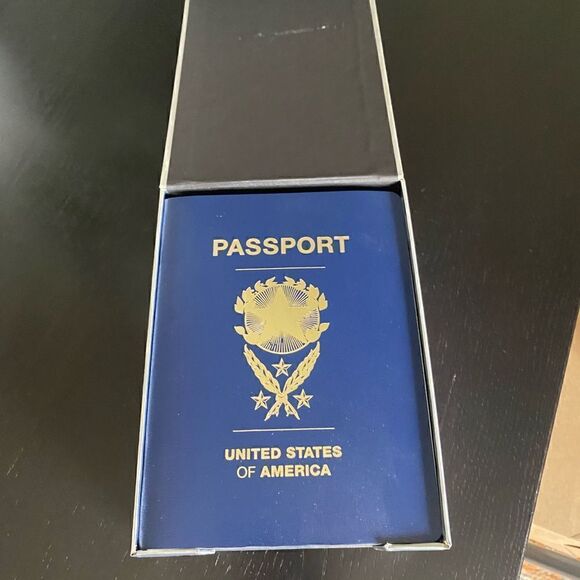 PASSPORT
UNITED STATES
OF AMERICA